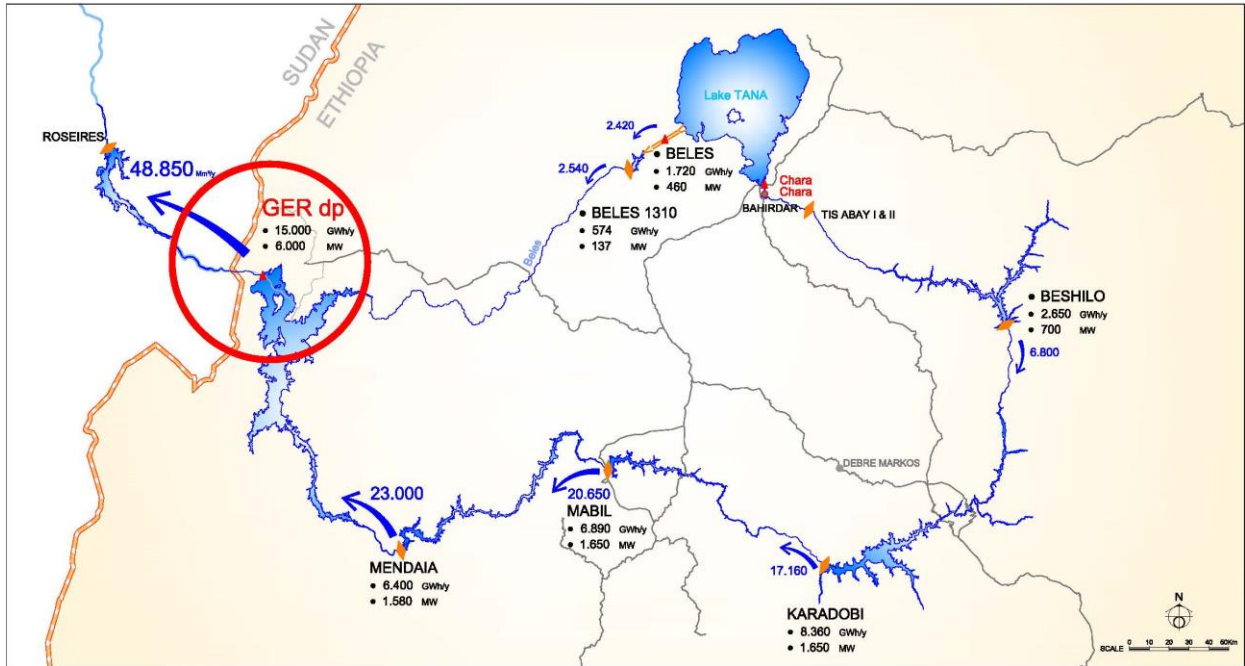 SUDAN
ETHIOPIA
Lake TANA
ROSEIRES
48.850 Mm³/y
GER dp
● 15.000 GWh/y
● 6.000 MW
2.420
2.540
● BELES
● 1.720 GWh/y
● 460 MW
● BELES 1310
● 574 GWh/y
● 137 MW
Beles
Chara
Chara
BAHIRDAR
TIS ABAY I & II
● BESHILO
● 2.650 GWh/y
● 700 MW
6.800
DEBRE MARKOS
23.000
MENDAIA
● 6.400 GWh/y
● 1.580 MW
20.650
MABIL
● 6.890 GWh/y
● 1.650 MW
17.160
KARADOBI
● 8.360 GWh/y
● 1.650 MW
N
SCALE 0 10 20 30 40 50Km